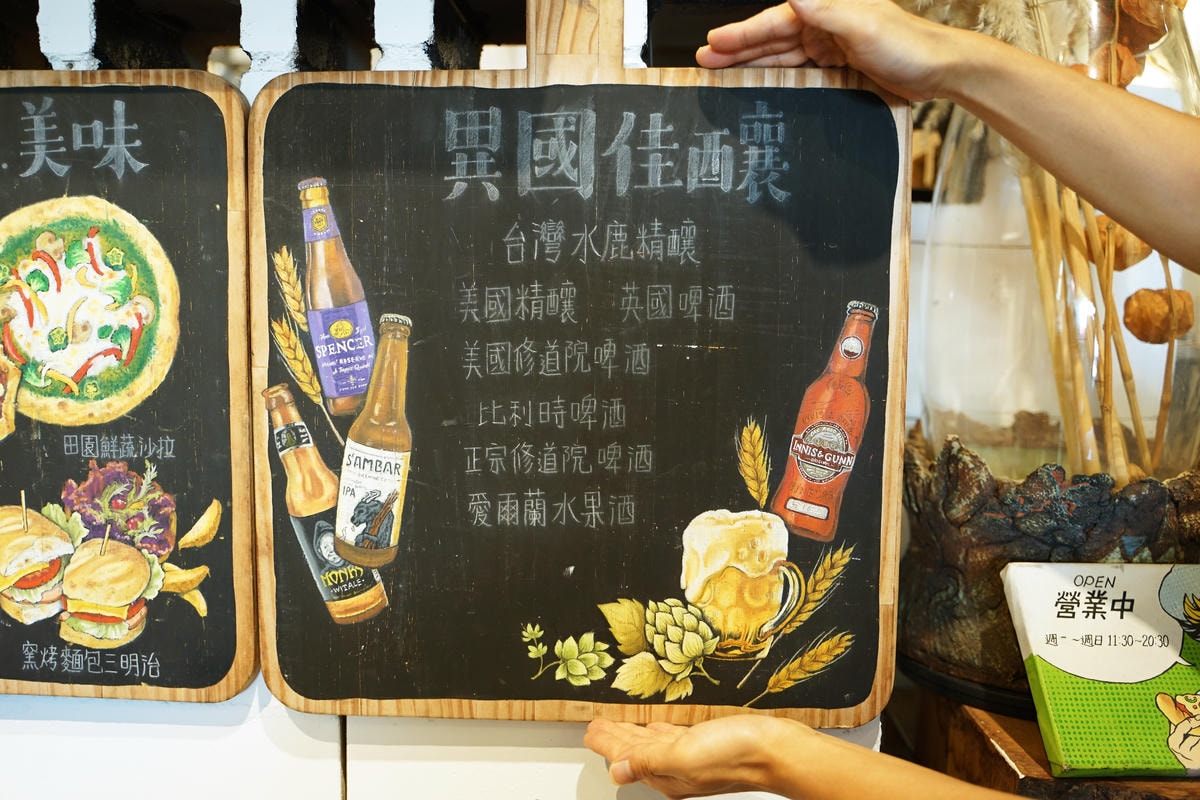 美味
田園鮮蔬沙拉
窯烤麵包三明治
異國佳釀
台灣水鹿精釀
美國精釀 英國啤酒
美國修道院啤酒
比利時啤酒
正宗修道院啤酒
愛爾蘭水果酒
SPENCER
SAMBAR
IPA
MONKS
WIT ALE
INNIS & GUNN
OPEN
營業中
週一~週日 11:30~20:30